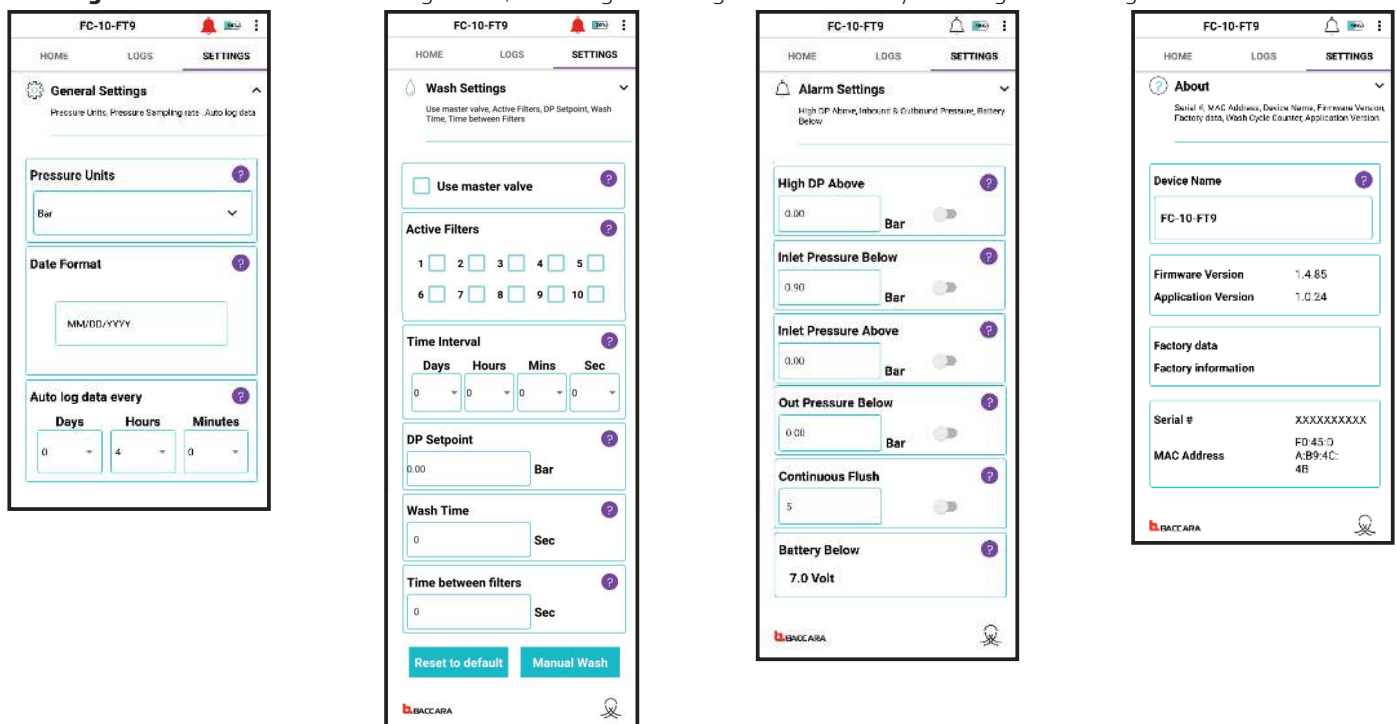 FC-10-FT9
HOME LOGS SETTINGS
General Settings
Pressure Units, Pressure Sampling rate .Auto log data
Pressure Units ?
Bar
Date Format ?
MM/DD/YYYY
Auto log data every ?
Days Hours Minutes
0 4 0
FC-10-FT9
HOME LOGS SETTINGS
Wash Settings
Use master valve, Active Filters, DP Setpoint, Wash
Time, Time between Filters
Use master valve ?
Active Filters ?
1 2 3 4 5
6 7 8 9 10
Time Interval ?
Days Hours Mins Sec
0 0 0 0
DP Setpoint ?
0.00 Bar
Wash Time ?
0 Sec
Time between filters ?
0 Sec
Reset to default Manual Wash
BACCARA
FC-10-FT9
HOME LOGS SETTINGS
Alarm Settings
High DP Above, Inbound & Outbound Pressure, Battery
Below
High DP Above ?
0.00 Bar
Inlet Pressure Below ?
0.90 Bar
Inlet Pressure Above ?
0.00 Bar
Out Pressure Below ?
0.00 Bar
Continuous Flush ?
5
Battery Below ?
7.0 Volt
BACCARA
FC-10-FT9
HOME LOGS SETTINGS
? About
Serial #, MAC Address, Device Name, Firmware Version,
Factory data, Wash Cycle Counter, Application Version
Device Name ?
FC-10-FT9
Firmware Version 1.4.85
Application Version 1.0.24
Factory data
Factory information
Serial # XXXXXXXXXX
MAC Address FD:45:D
A:B9:4C:
4B
BACCARA